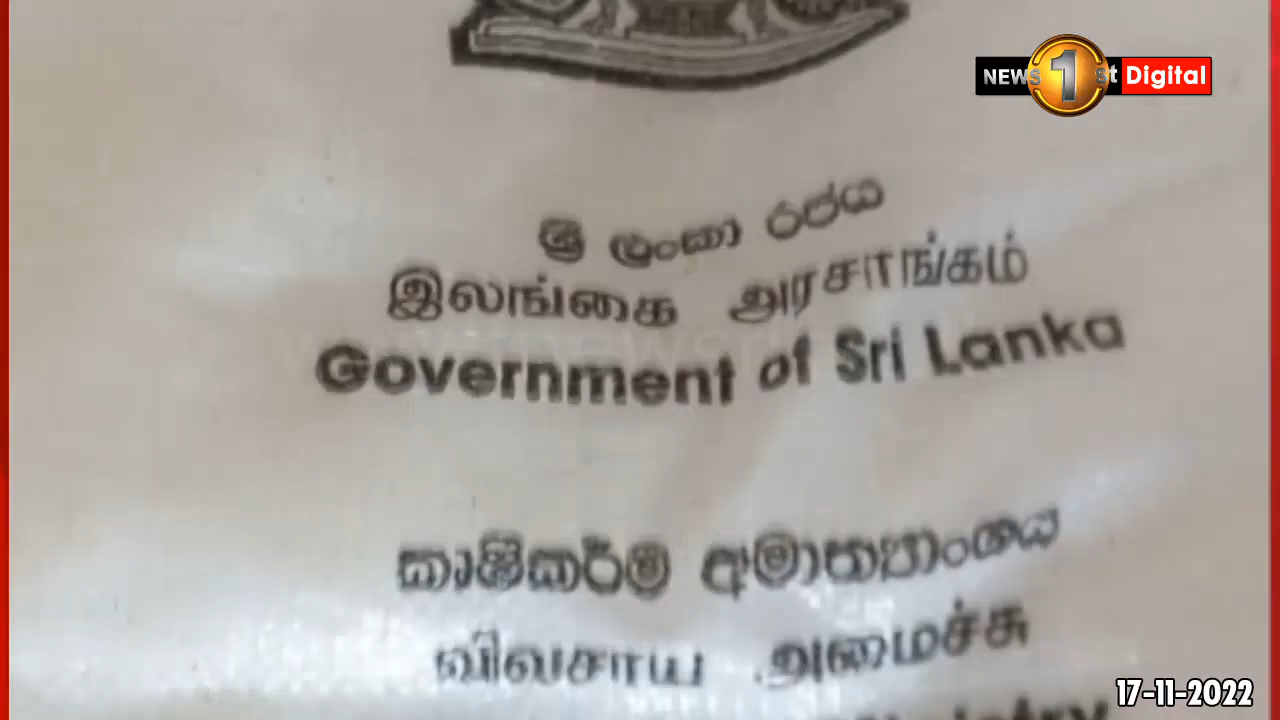 NEWS 1st Digital
ශ්‍රී ලංකා රජය
இலங்கை அரசாங்கம்
Government of Sri Lanka
කෘෂිකර්ම අමාත්‍යාංශය
விவசாய அமைச்சு
17-11-2022